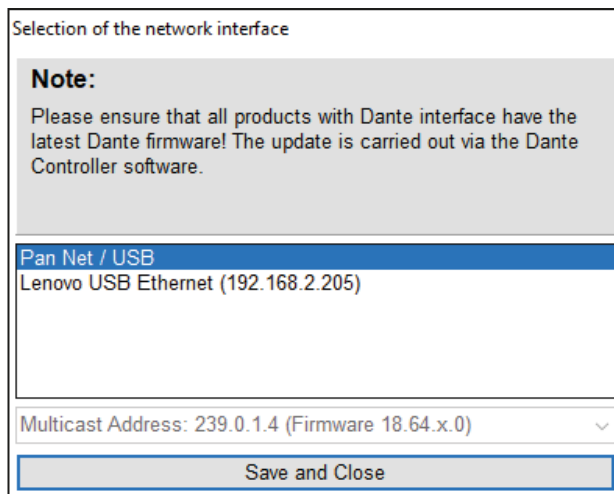 Selection of the network interface
Note:
Please ensure that all products with Dante interface have the
latest Dante firmware! The update is carried out via the Dante
Controller software.
Pan Net / USB
Lenovo USB Ethernet (192.168.2.205)
Multicast Address: 239.0.1.4 (Firmware 18.64.x.0)
Save and Close